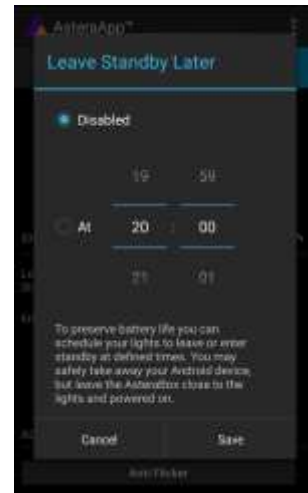 AsteraApp™
Leave Standby Later
Disabled
19 59
At 20 : 00
21 01
To preserve battery life you can
schedule your lights to leave or enter
standby at defined times. You may
safely take away your Android device,
but leave the AsteraBox close to the
lights and powered on.
Cancel Save
Anti-Flicker